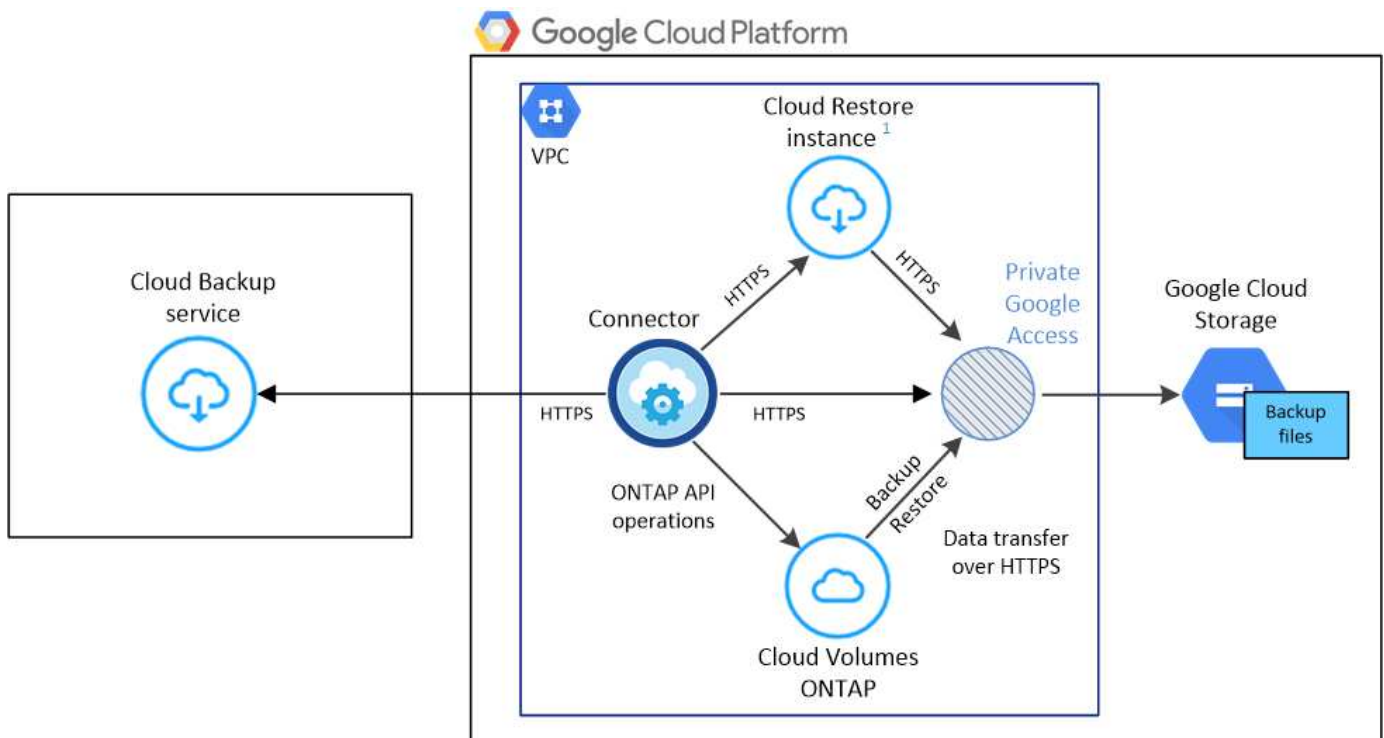 Google Cloud Platform
VPC
Cloud Restore
instance 1
Cloud Backup
service
Connector
HTTPS
HTTPS
Private
Google
Access
Google Cloud
Storage
Backup
files
HTTPS
HTTPS
ONTAP API
operations
Backup
Restore
Data transfer
over HTTPS
Cloud Volumes
ONTAP